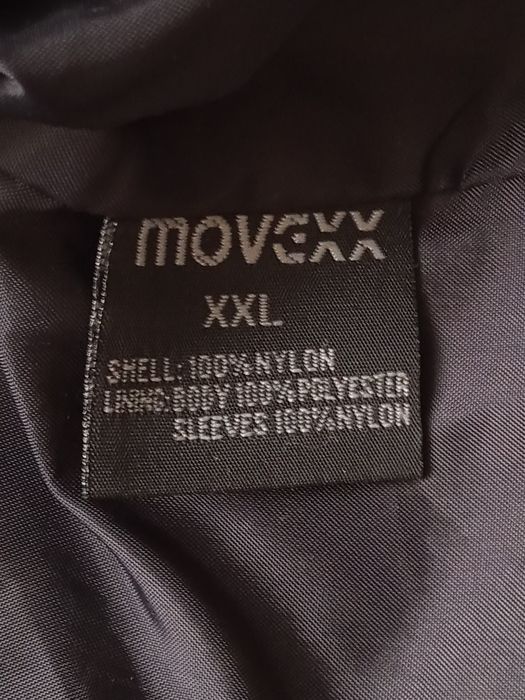 movexx
XXL
SHELL: 100%NYLON
LINING: BODY 100%POLYESTER
SLEEVES 100%NYLON